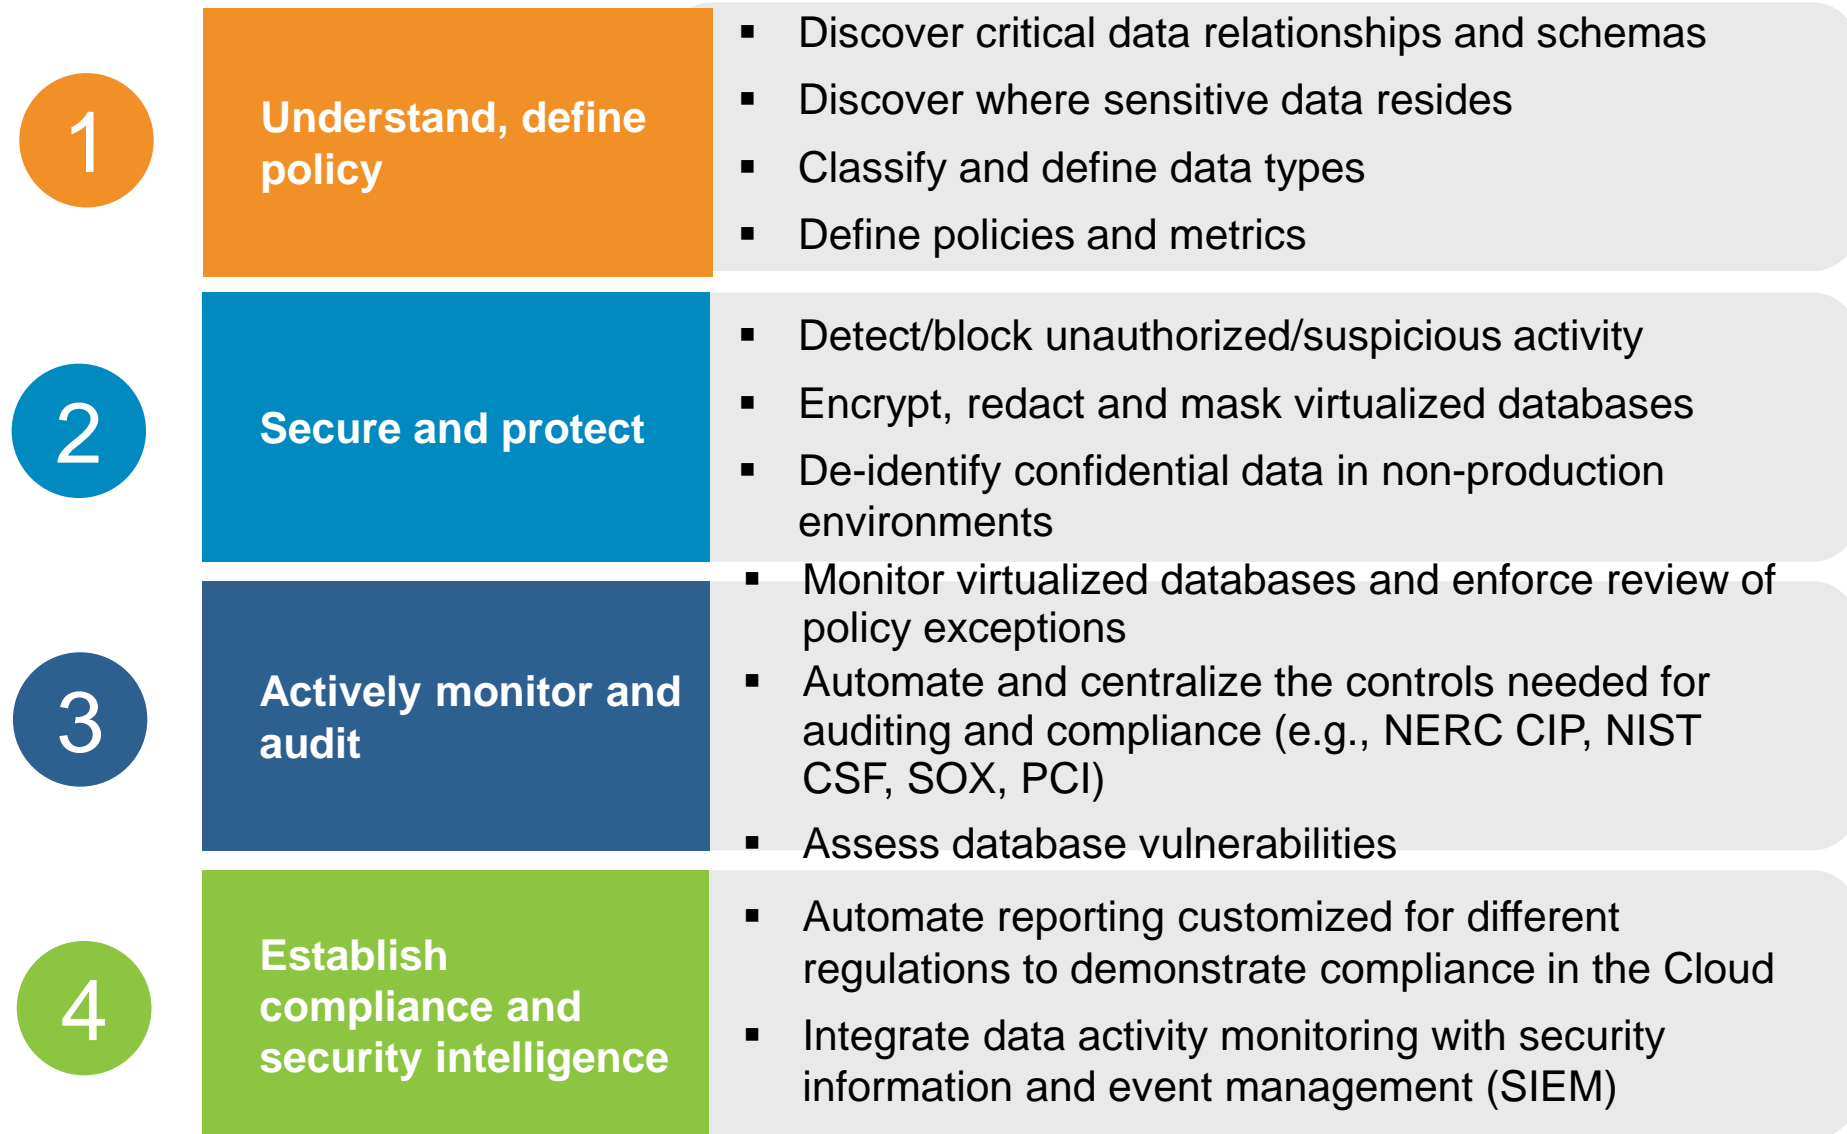 1
Understand, define
policy
▪ Discover critical data relationships and schemas
▪ Discover where sensitive data resides
▪ Classify and define data types
▪ Define policies and metrics
2
Secure and protect
▪ Detect/block unauthorized/suspicious activity
▪ Encrypt, redact and mask virtualized databases
▪ De-identify confidential data in non-production
environments
3
Actively monitor and
audit
▪ Monitor virtualized databases and enforce review of
policy exceptions
▪ Automate and centralize the controls needed for
auditing and compliance (e.g., NERC CIP, NIST
CSF, SOX, PCI)
▪ Assess database vulnerabilities
4
Establish
compliance and
security intelligence
▪ Automate reporting customized for different
regulations to demonstrate compliance in the Cloud
▪ Integrate data activity monitoring with security
information and event management (SIEM)